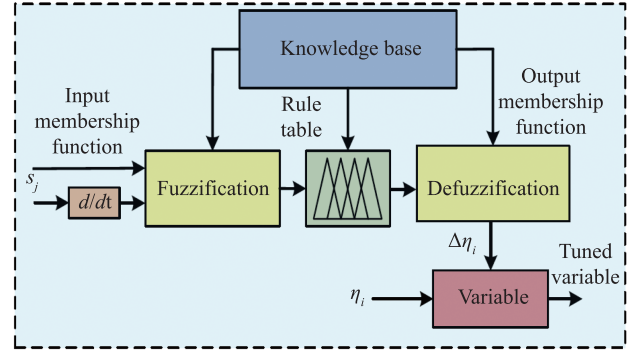 Knowledge base
Input
membership
function
Rule
table
Output
membership
function
s_j
d/dt
Fuzzification
Defuzzification
Δη_i
Tuned
variable
η_i
Variable